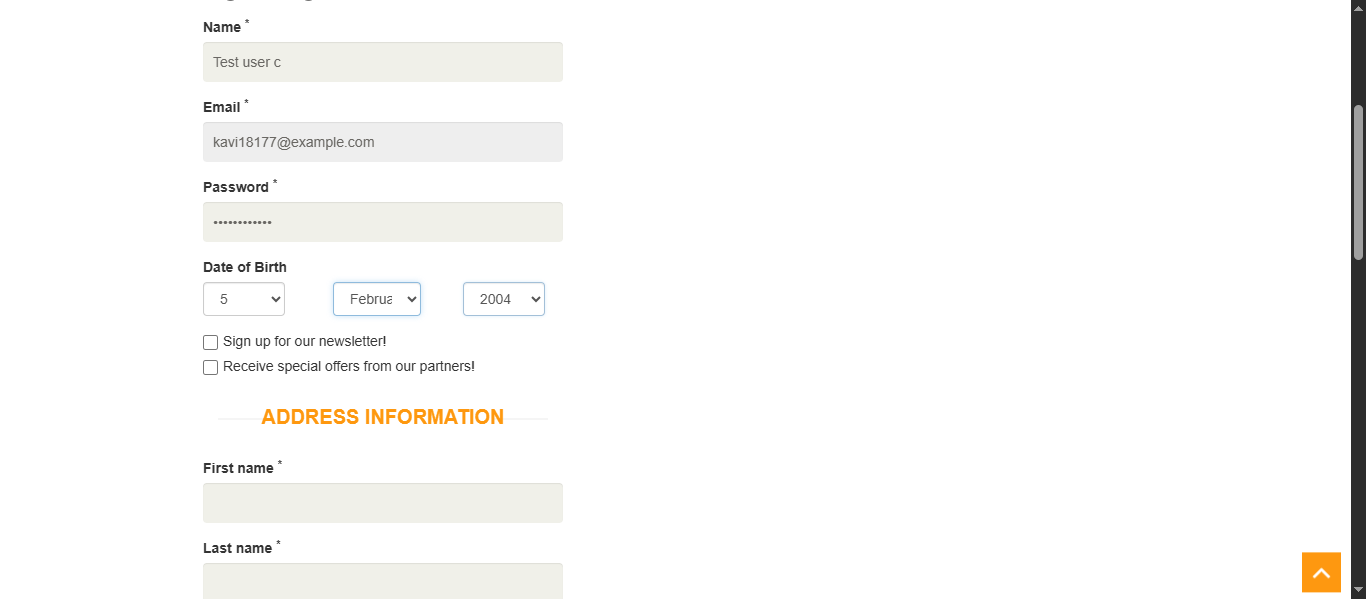 Name *
Test user c
Email *
kavi18177@example.com
Password *
••••••••••••
Date of Birth
5 Februa 2004
Sign up for our newsletter!
Receive special offers from our partners!
ADDRESS INFORMATION
First name *
Last name *